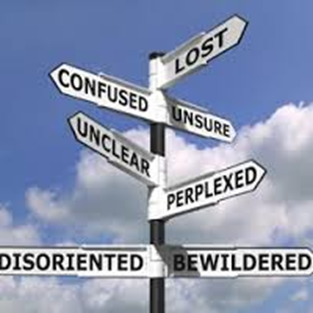 LOST
CONFUSED
UNSURE
UNCLEAR
PERPLEXED
DISORIENTED
BEWILDERED